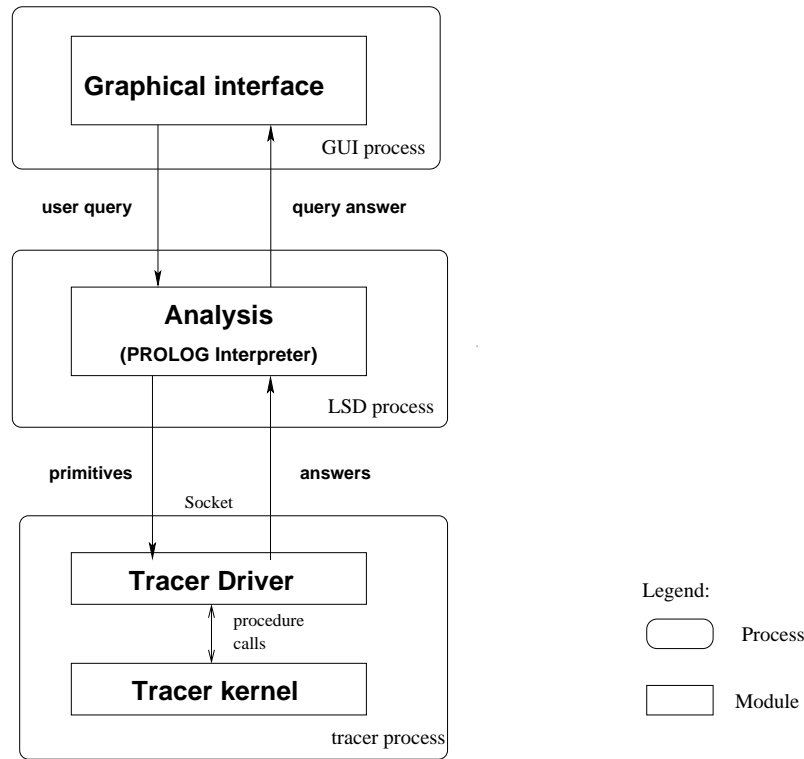 Graphical interface
GUI process
user query
query answer
Analysis
(PROLOG Interpreter)
LSD process
primitives
answers
Socket
Tracer Driver
procedure
calls
Tracer kernel
tracer process
Legend:
Process
Module